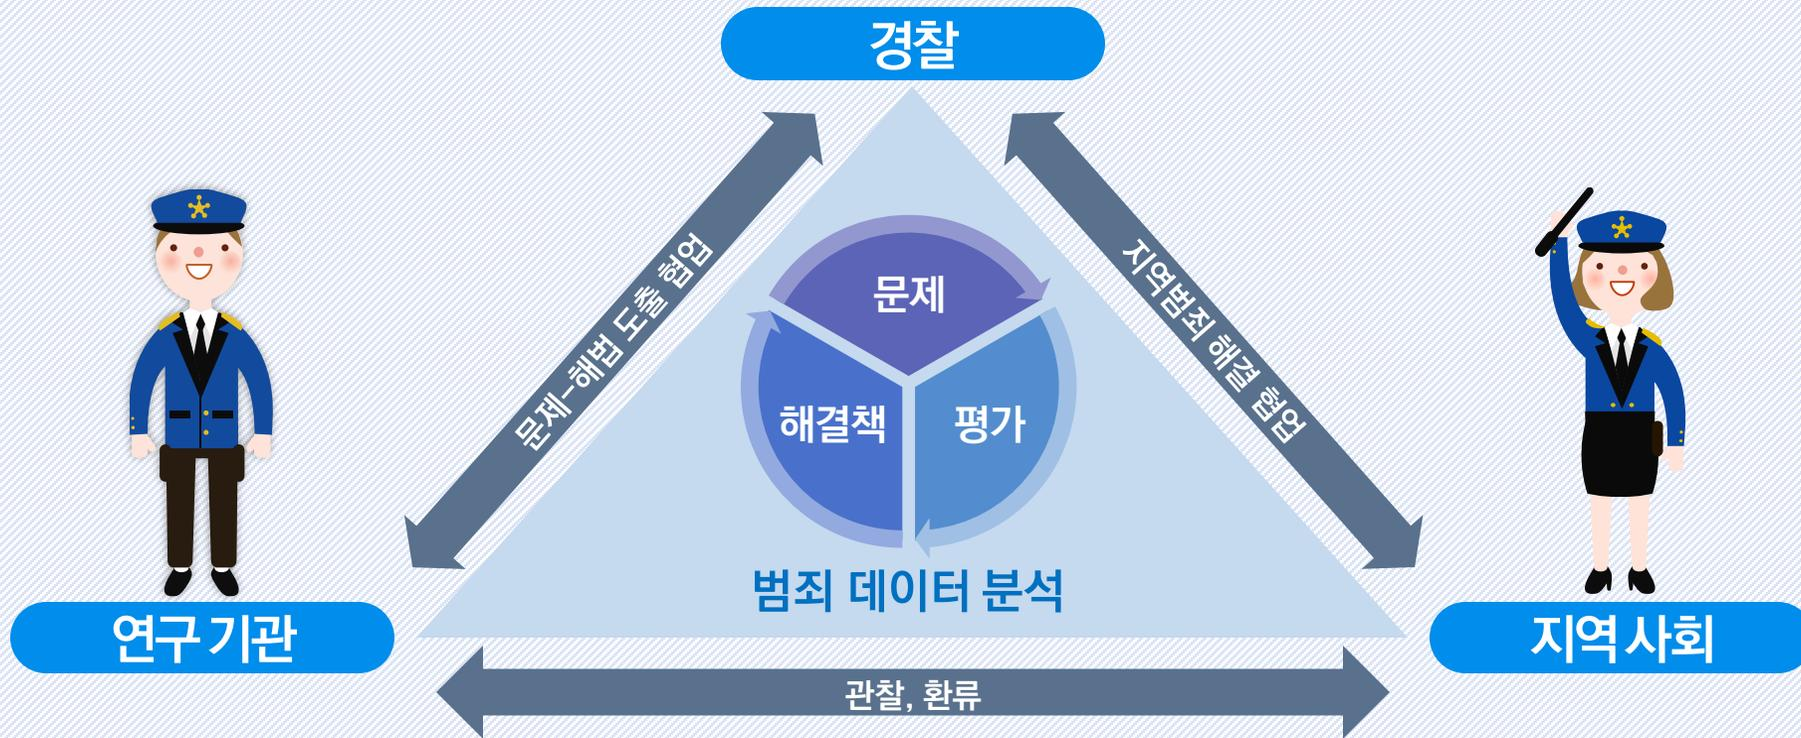 경찰
문제-해법 도출 협업
지역범죄 해결 협업
문제
해결책
평가
범죄 데이터 분석
연구 기관
지역 사회
관찰, 환류